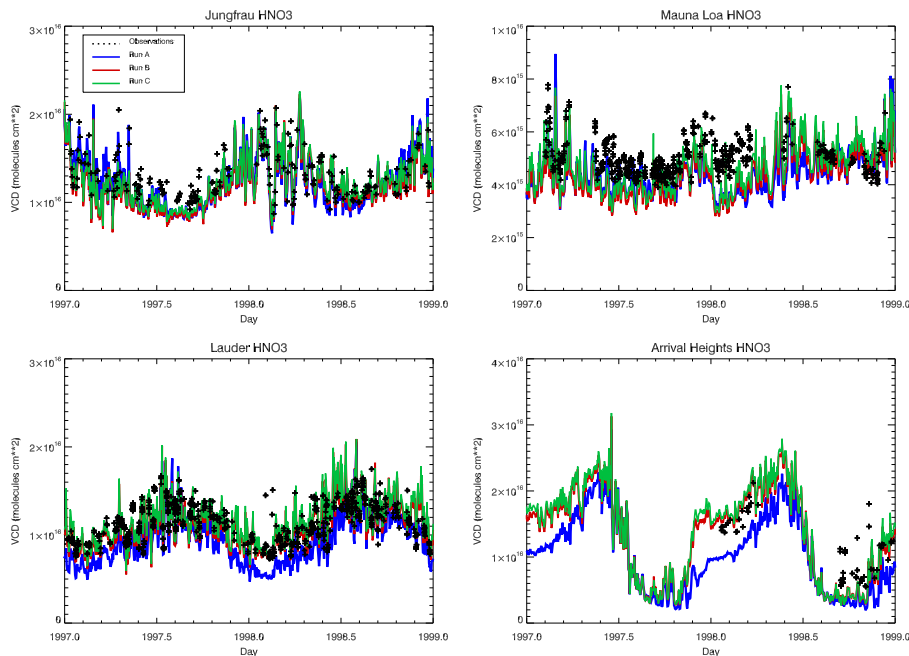 Jungfrau HNO3
VCD (molecules cm**2)
3×10¹⁶
2×10¹⁶
1×10¹⁶
0
Observations
Run A
Run B
Run C
1997.0 1997.5 1998.0 1998.5 1999.0
Day
Mauna Loa HNO3
VCD (molecules cm**2)
1×10¹⁶
8×10¹⁵
6×10¹⁵
4×10¹⁵
2×10¹⁵
0
1997.0 1997.5 1998.0 1998.5 1999.0
Day
Lauder HNO3
VCD (molecules cm**2)
3×10¹⁶
2×10¹⁶
1×10¹⁶
0
1997.0 1997.5 1998.0 1998.5 1999.0
Day
Arrival Heights HNO3
VCD (molecules cm**2)
4×10¹⁶
3×10¹⁶
2×10¹⁶
1×10¹⁶
0
1997.0 1997.5 1998.0 1998.5 1999.0
Day